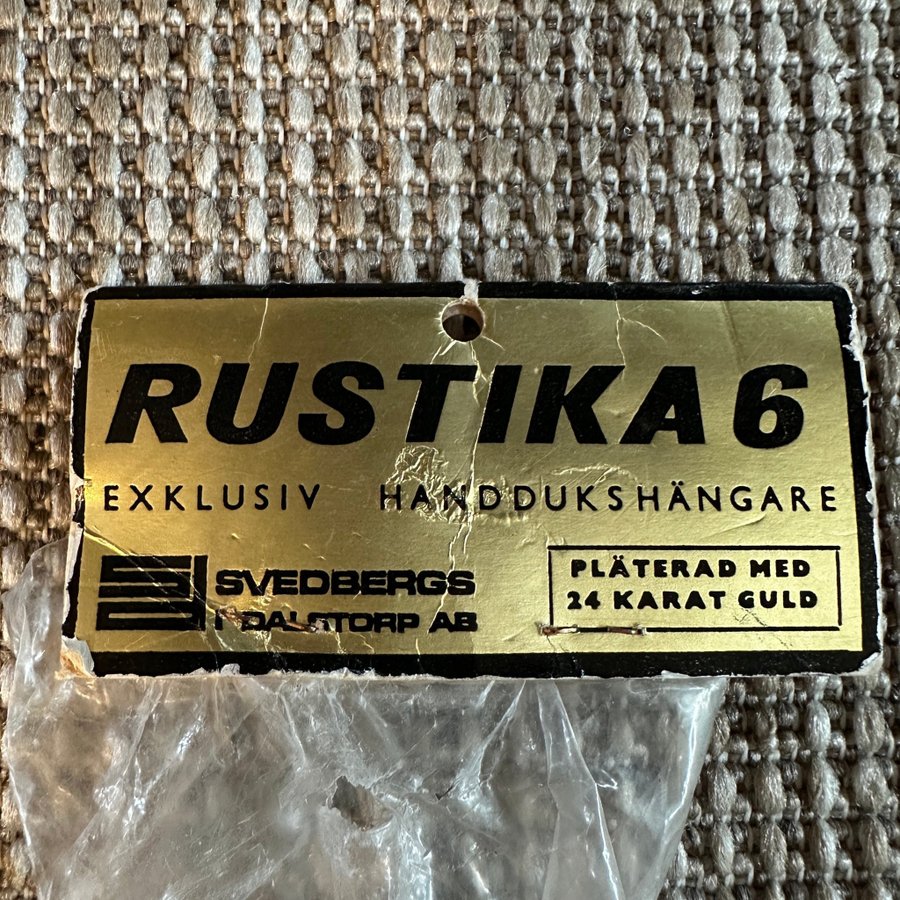 RUSTIKA 6
EXKLUSIV HANDDUKSHÄNGARE
SVEDBERGS
I DALSTORP AB
PLÄTERAD MED
24 KARAT GULD